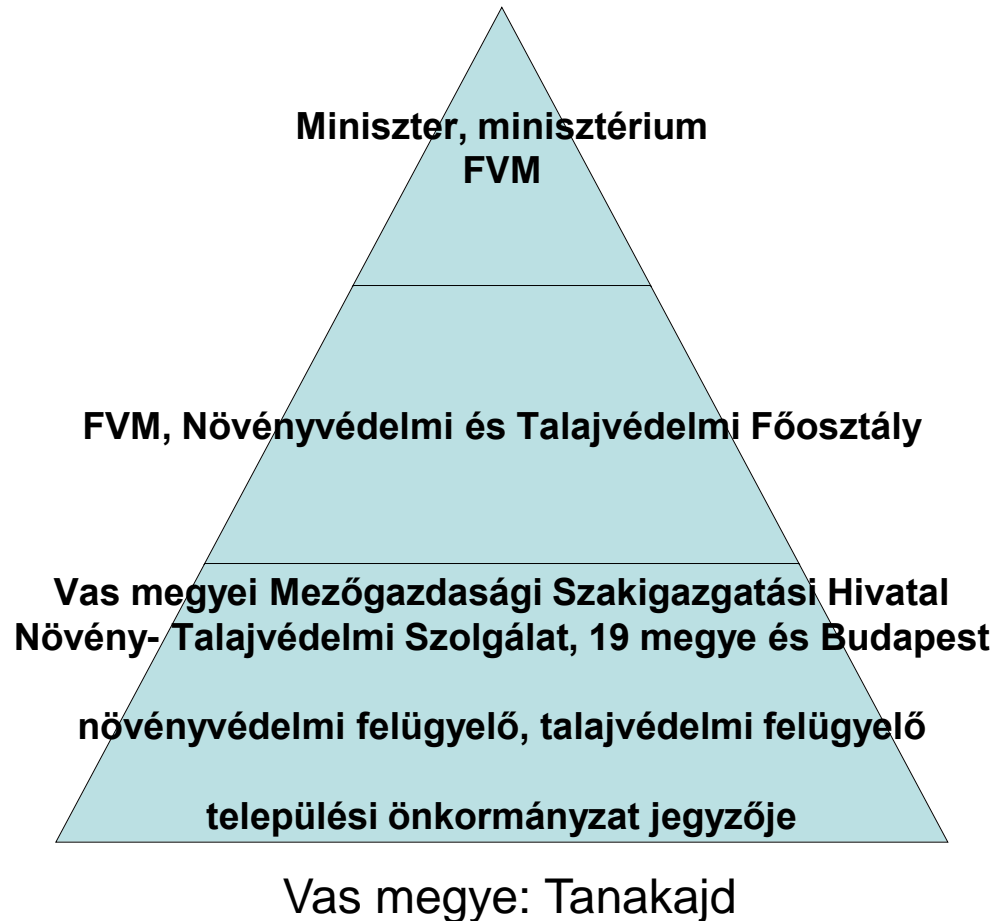 Miniszter, minisztérium
FVM
FVM, Növényvédelmi és Talajvédelmi Főosztály
Vas megyei Mezőgazdasági Szakigazgatási Hivatal
Növény- Talajvédelmi Szolgálat, 19 megye és Budapest
növényvédelmi felügyelő, talajvédelmi felügyelő
települési önkormányzat jegyzője
Vas megye: Tanakajd